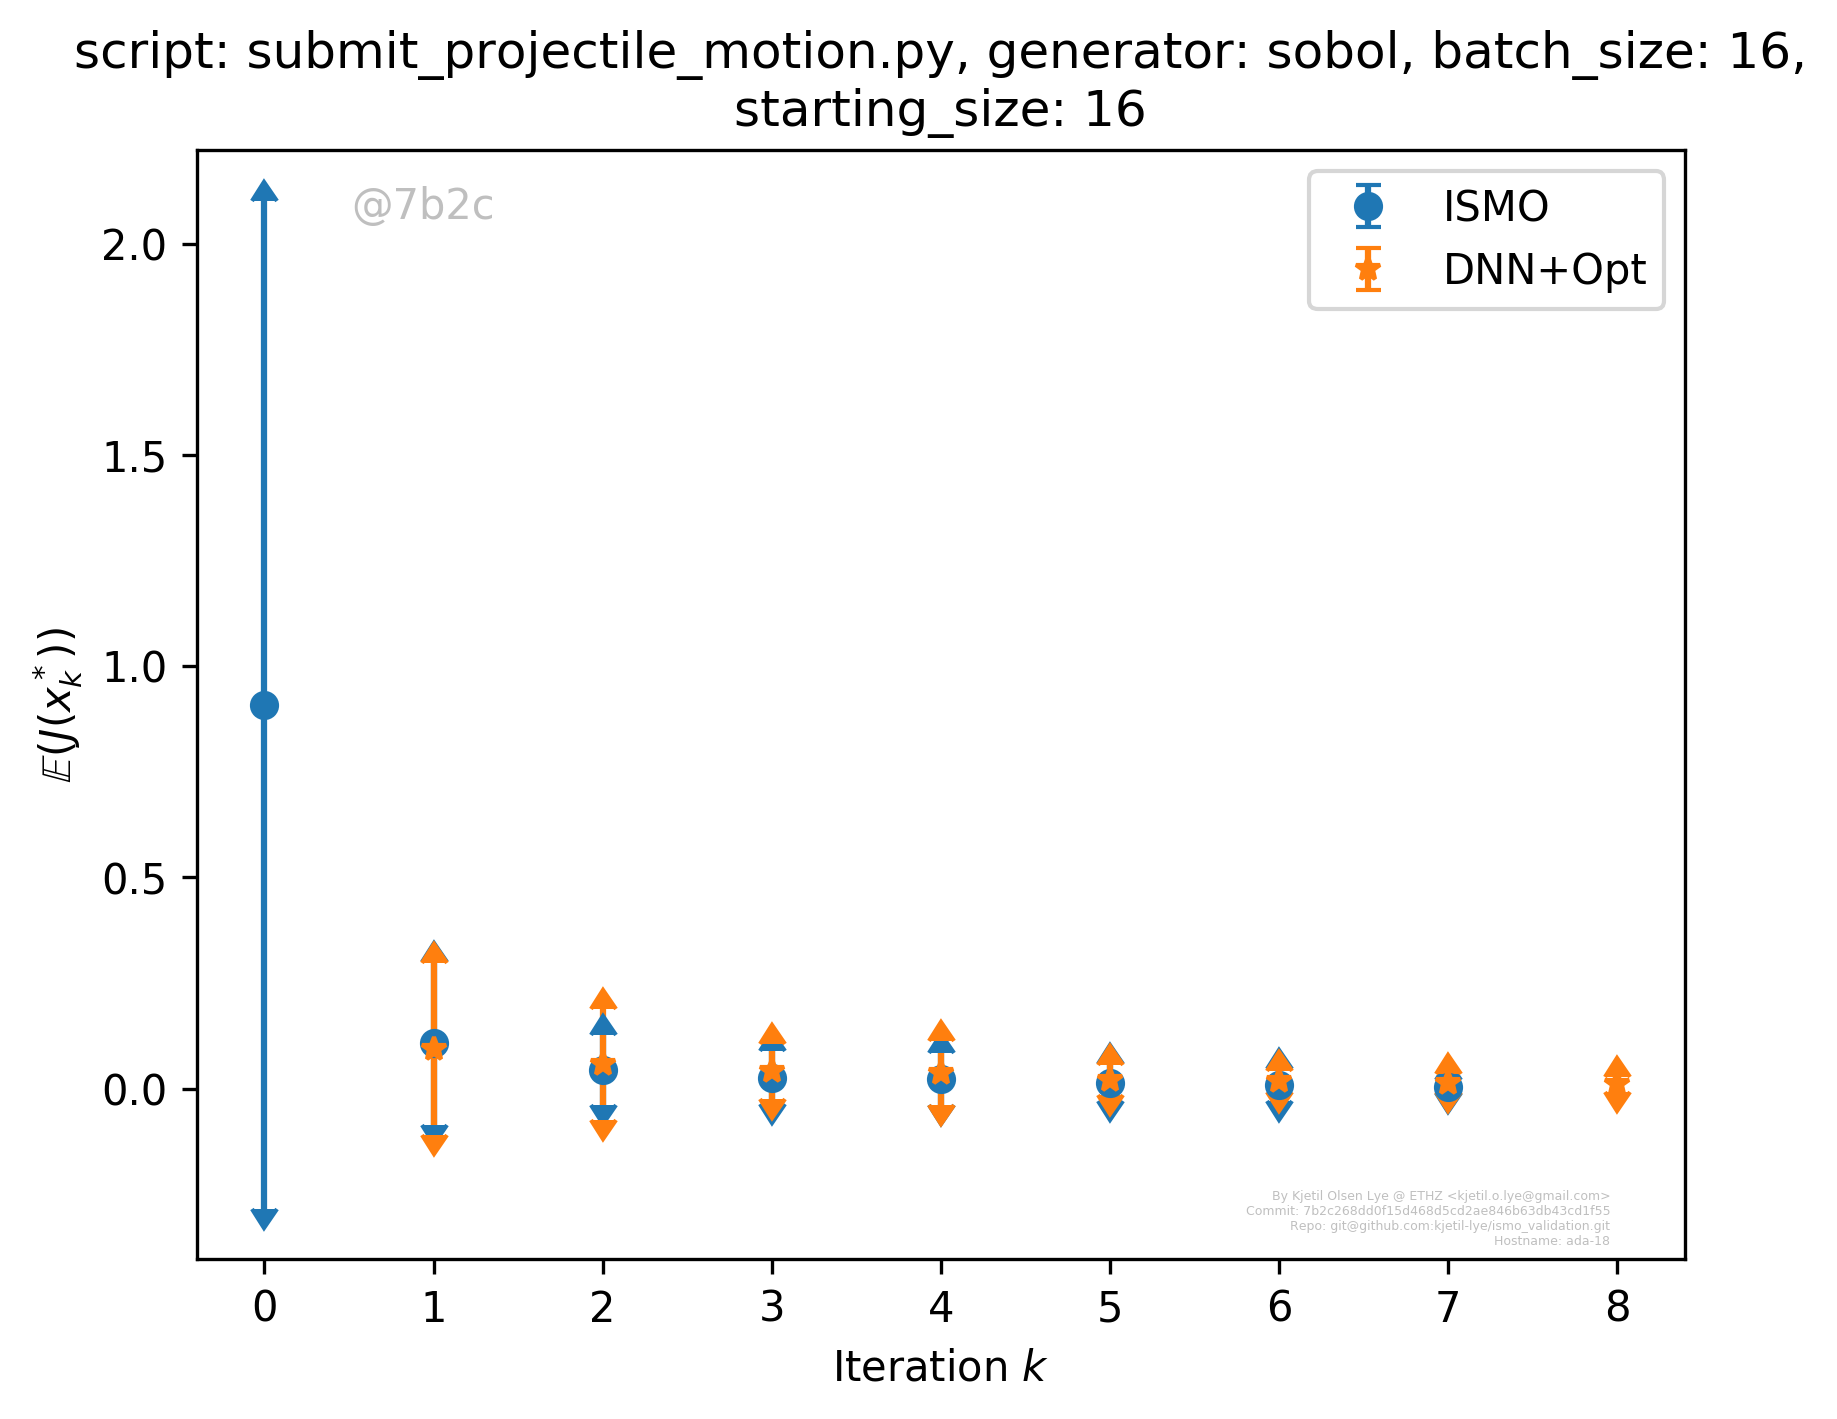 script: submit_projectile_motion.py, generator: sobol, batch_size: 16,
starting_size: 16
@7b2c
ISMO
DNN+Opt
2.0
1.5
1.0
0.5
0.0
𝔼(J(x*k))
0 1 2 3 4 5 6 7 8
Iteration k
By Kjetil Olsen Lye @ ETHZ <kjetil.o.lye@gmail.com>
Commit: 7b2c268dd0f15d468d5cd2ae846b63db43cd1f55
Repo: git@github.com:kjetil-lye/ismo_validation.git
Hostname: ada-18